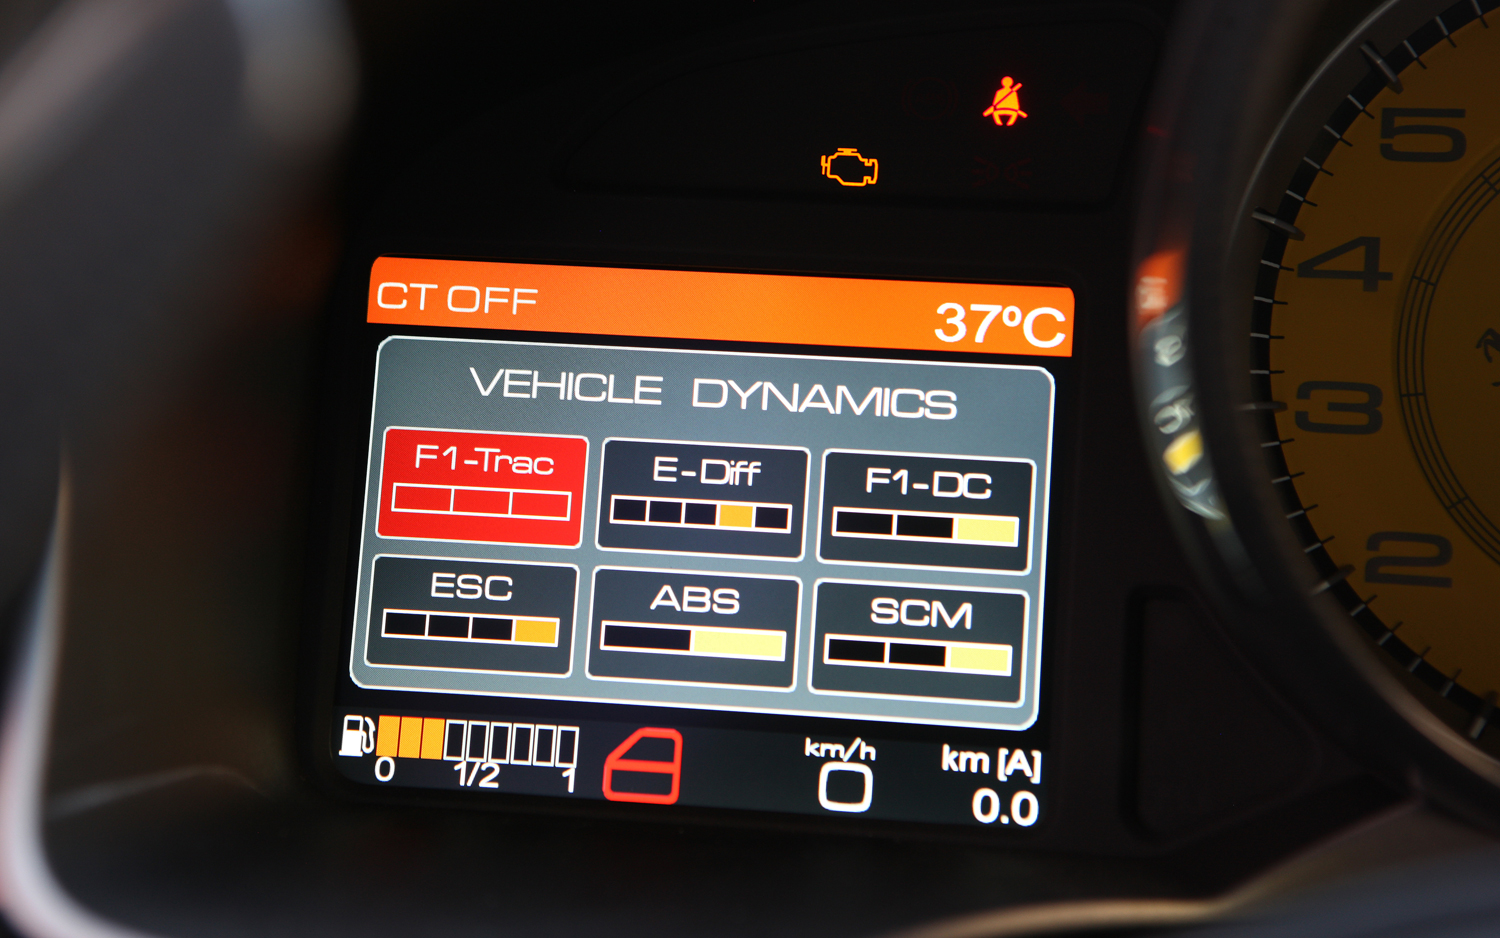 CT OFF 37°C
VEHICLE DYNAMICS
F1-Trac E-Diff F1-DC
ESC ABS SCM
0 1/2 1
km/h
0
km [A]
0.0
5
4
3
2